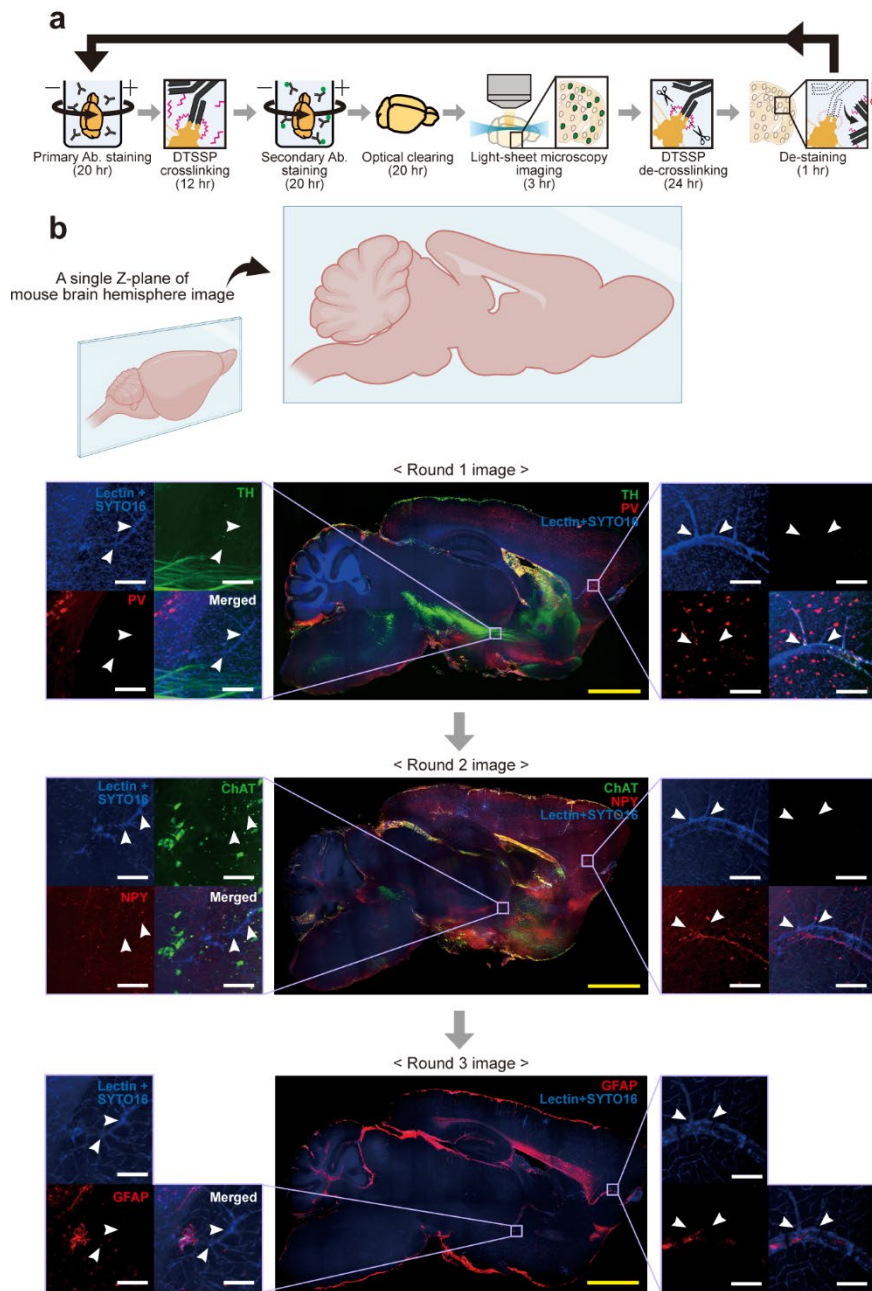 a
Primary Ab. staining
(20 hr)
DTSSP
crosslinking
(12 hr)
Secondary Ab.
staining
(20 hr)
Optical clearing
(20 hr)
Light-sheet microscopy
imaging
(3 hr)
DTSSP
de-crosslinking
(24 hr)
De-staining
(1 hr)
b
A single Z-plane of
mouse brain hemisphere image
< Round 1 image >
Lectin +
SYTO16
TH
PV
Merged
TH
PV
Lectin+SYTO16
< Round 2 image >
Lectin +
SYTO16
ChAT
NPY
Merged
ChAT
NPY
Lectin+SYTO16
< Round 3 image >
Lectin +
SYTO16
GFAP
Merged
GFAP
Lectin+SYTO16